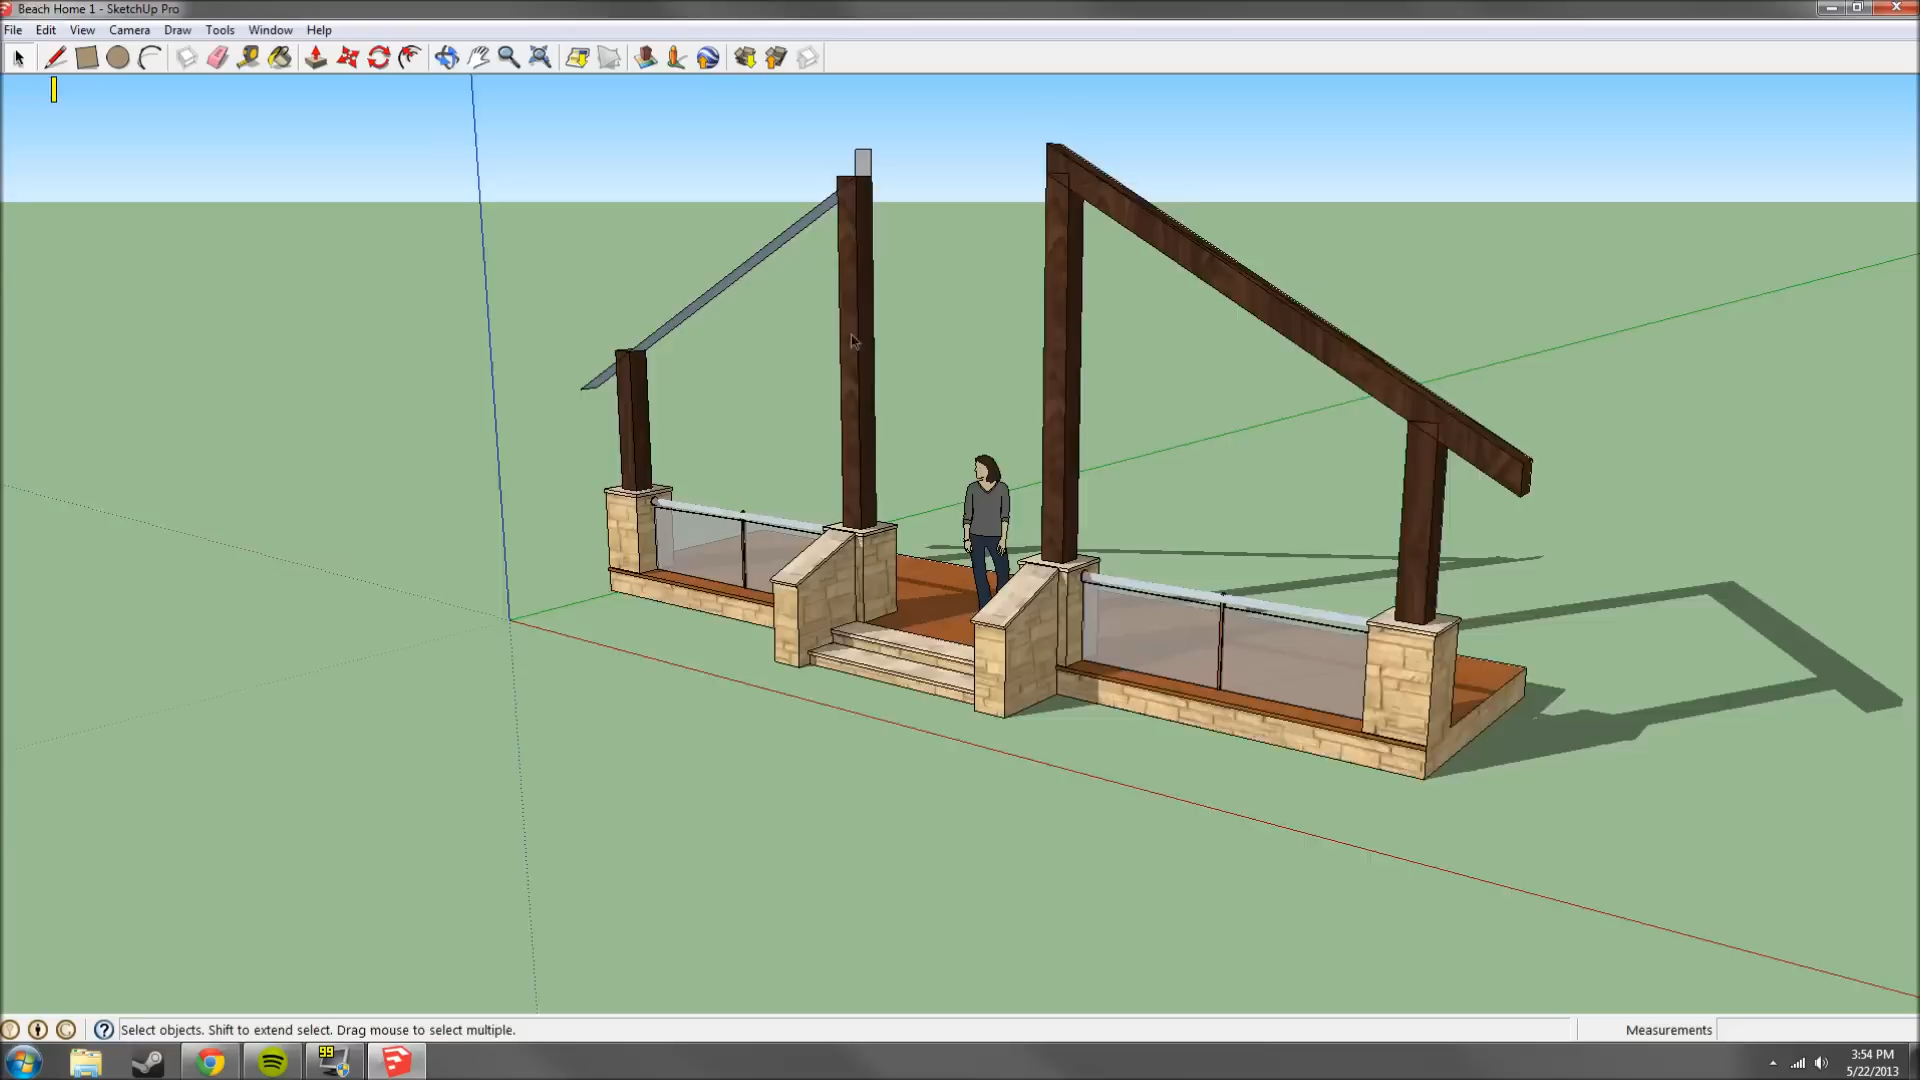 Beach Home 1 - SketchUp Pro
File Edit View Camera Draw Tools Window Help
Select objects. Shift to extend select. Drag mouse to select multiple.
Measurements
99
3:54 PM
5/22/2013